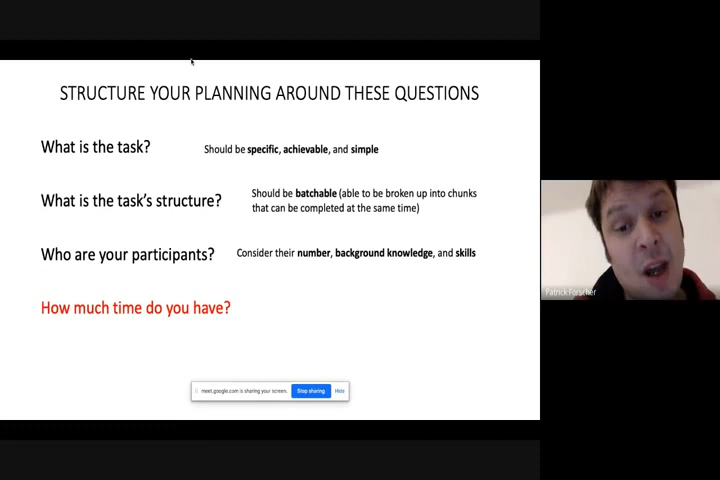 STRUCTURE YOUR PLANNING AROUND THESE QUESTIONS
What is the task?
Should be specific, achievable, and simple
What is the task's structure?
Should be batchable (able to be broken up into chunks
that can be completed at the same time)
Who are your participants?
Consider their number, background knowledge, and skills
How much time do you have?
meet.google.com is sharing your screen.
Stop sharing
Hide
Patrick Forscher